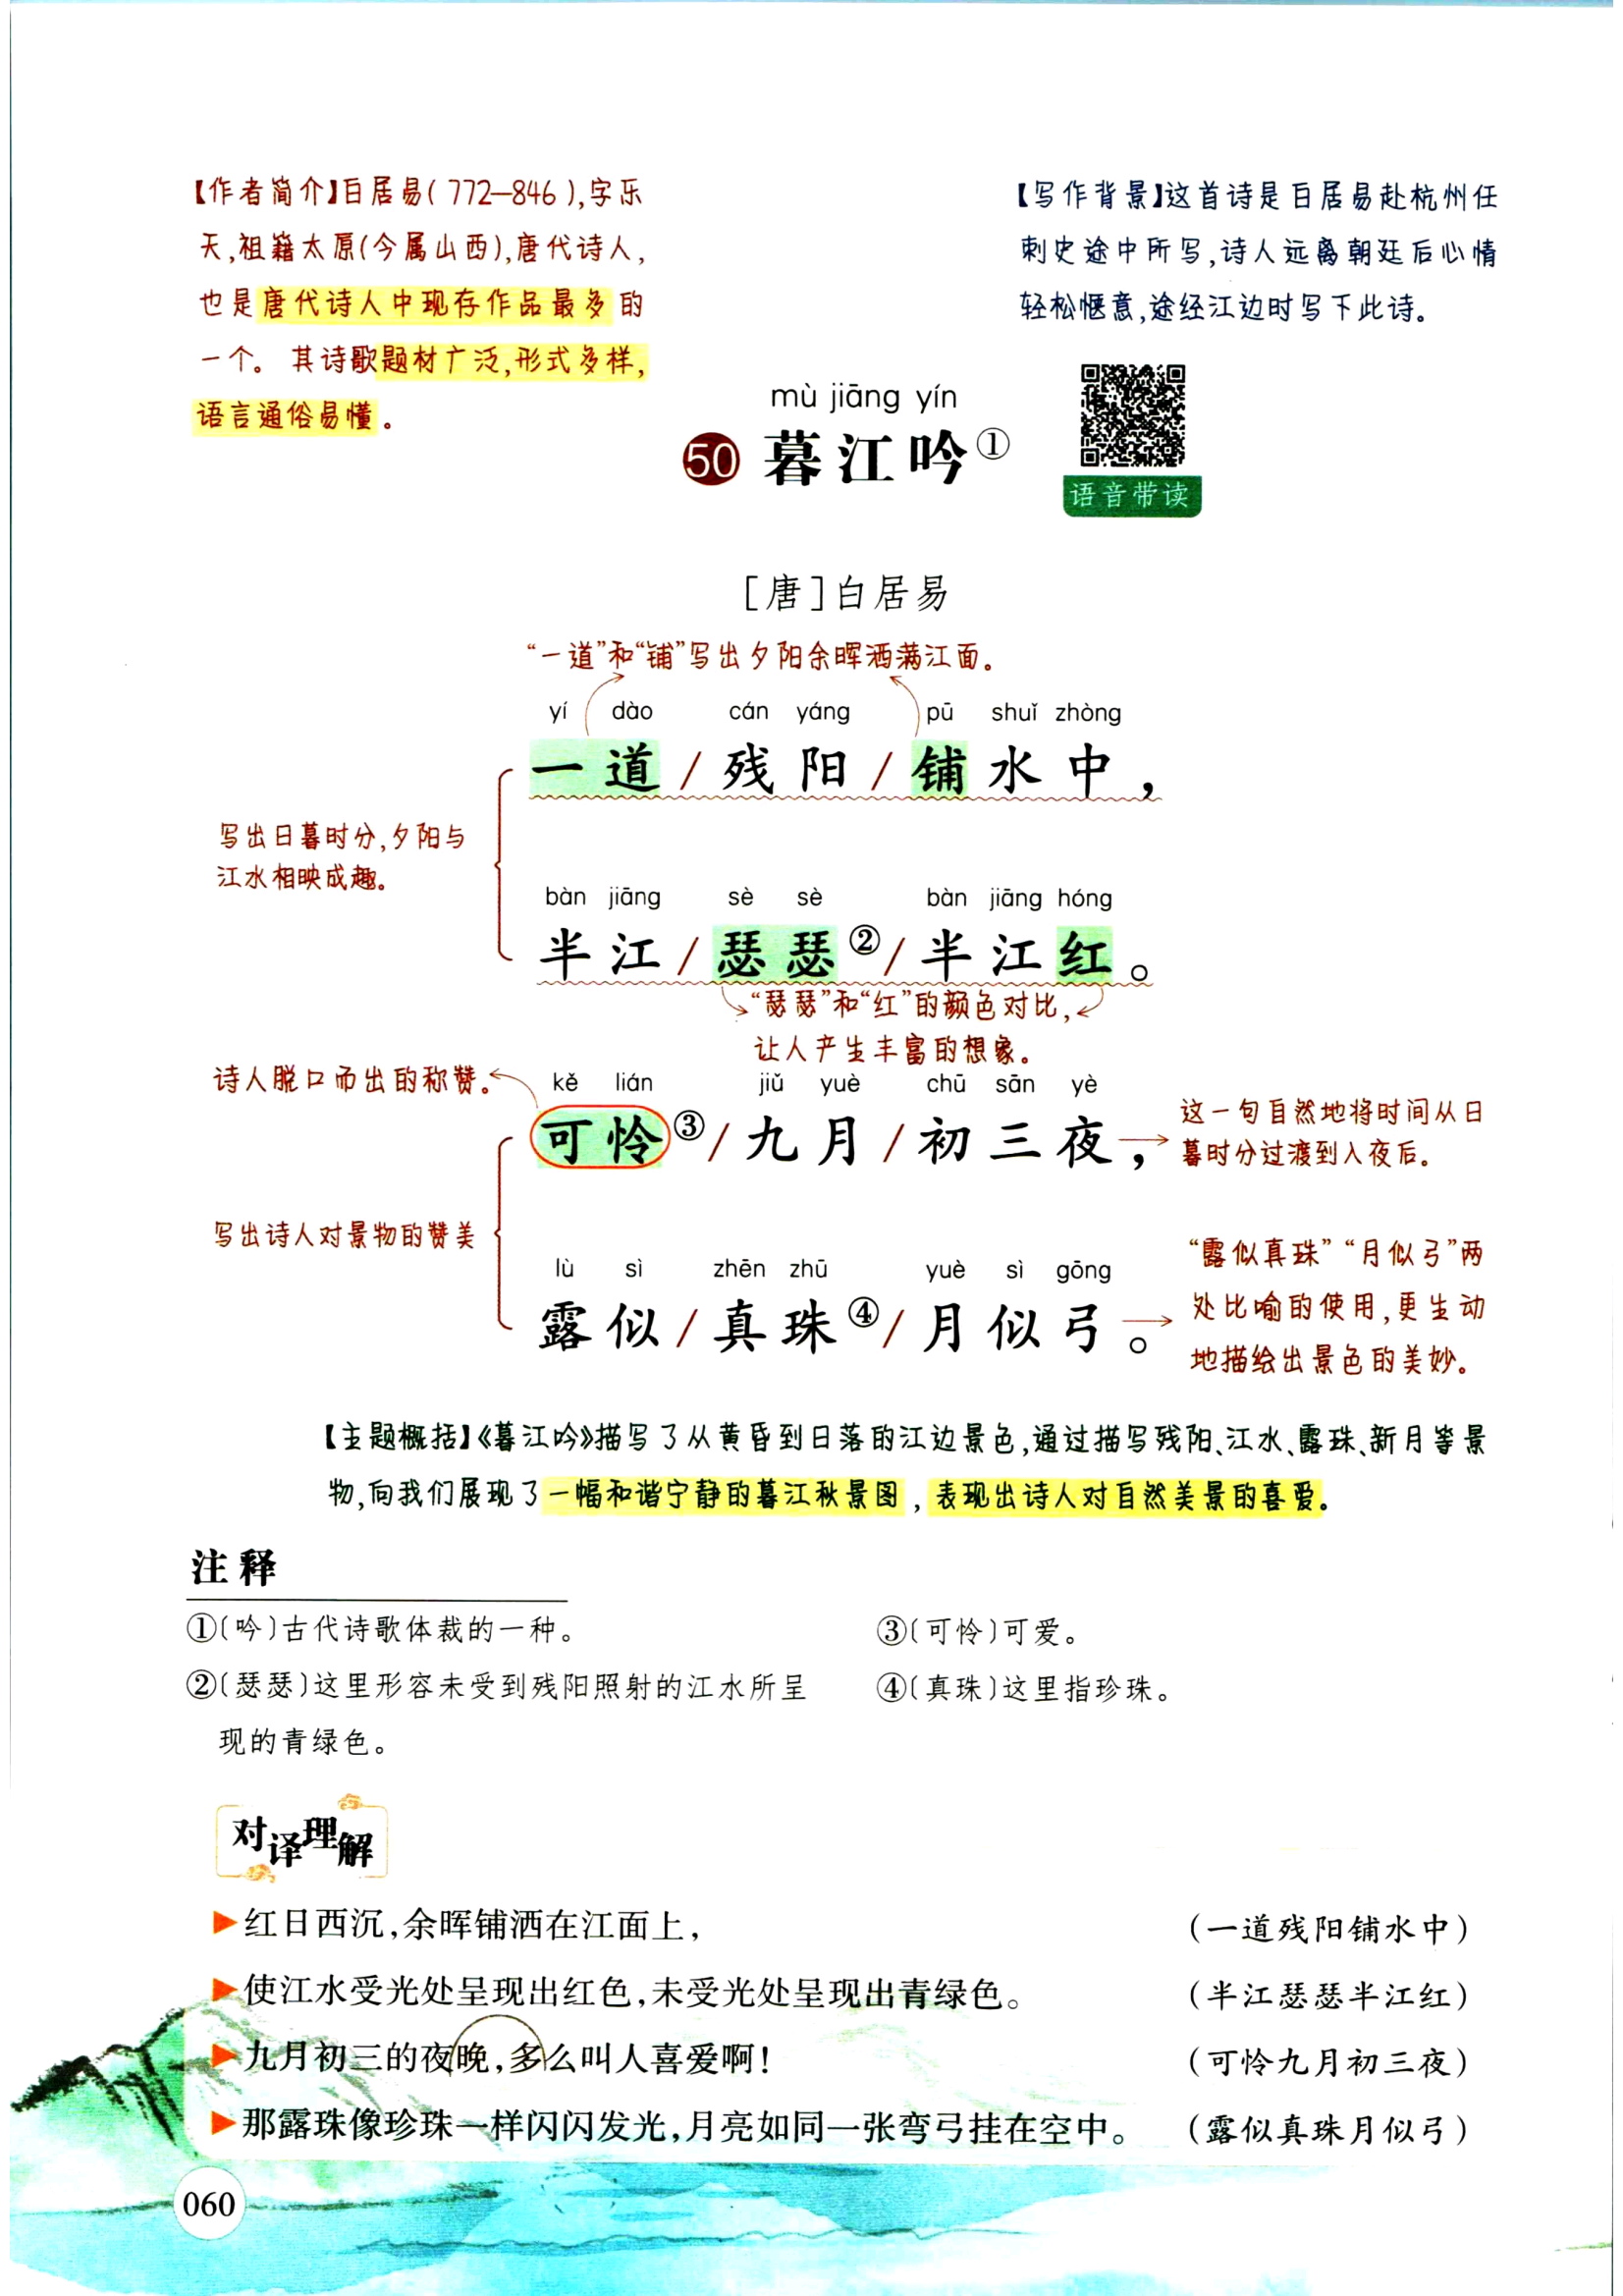 【作者简介】白居易(772—846),字乐
天,祖籍太原(今属山西),唐代诗人,
也是唐代诗人中现存作品最多的
一个。其诗歌题材广泛,形式多样,
语言通俗易懂。
【写作背景】这首诗是白居易赴杭州任
刺史途中所写,诗人远离朝廷后心情
轻松惬意,途经江边时写下此诗。
mù jiāng yín
50 暮江吟①
语音带读
[唐]白居易
“一道”和“铺”写出夕阳余晖洒满江面。
yí dào cán yáng pū shuǐ zhòng
一道/残阳/铺水中,
写出日暮时分,夕阳与
江水相映成趣。
bàn jiāng sè sè bàn jiāng hóng
半江/瑟瑟②/半江红。
“瑟瑟”和“红”的颜色对比,
让人产生丰富的想象。
诗人脱口而出的称赞。
kě lián jiǔ yuè chū sān yè
可怜③/九月/初三夜,
这一句自然地将时间从日
暮时分过渡到入夜后。
写出诗人对景物的赞美
lù sì zhēn zhū yuè sì gōng
露似/真珠④/月似弓。
“露似真珠”“月似弓”两
处比喻的使用,更生动
地描绘出景色的美妙。
【主题概括】《暮江吟》描写了从黄昏到日落的江边景色,通过描写残阳、江水、露珠、新月等景
物,向我们展现了一幅和谐宁静的暮江秋景图,表现出诗人对自然美景的喜爱。
注释
①〔吟〕古代诗歌体裁的一种。
②〔瑟瑟〕这里形容未受到残阳照射的江水所呈
现的青绿色。
③〔可怜〕可爱。
④〔真珠〕这里指珍珠。
对译理解
▶红日西沉,余晖铺洒在江面上, (一道残阳铺水中)
▶使江水受光处呈现出红色,未受光处呈现出青绿色。 (半江瑟瑟半江红)
▶九月初三的夜晚,多么叫人喜爱啊! (可怜九月初三夜)
▶那露珠像珍珠一样闪闪发光,月亮如同一张弯弓挂在空中。 (露似真珠月似弓)
060